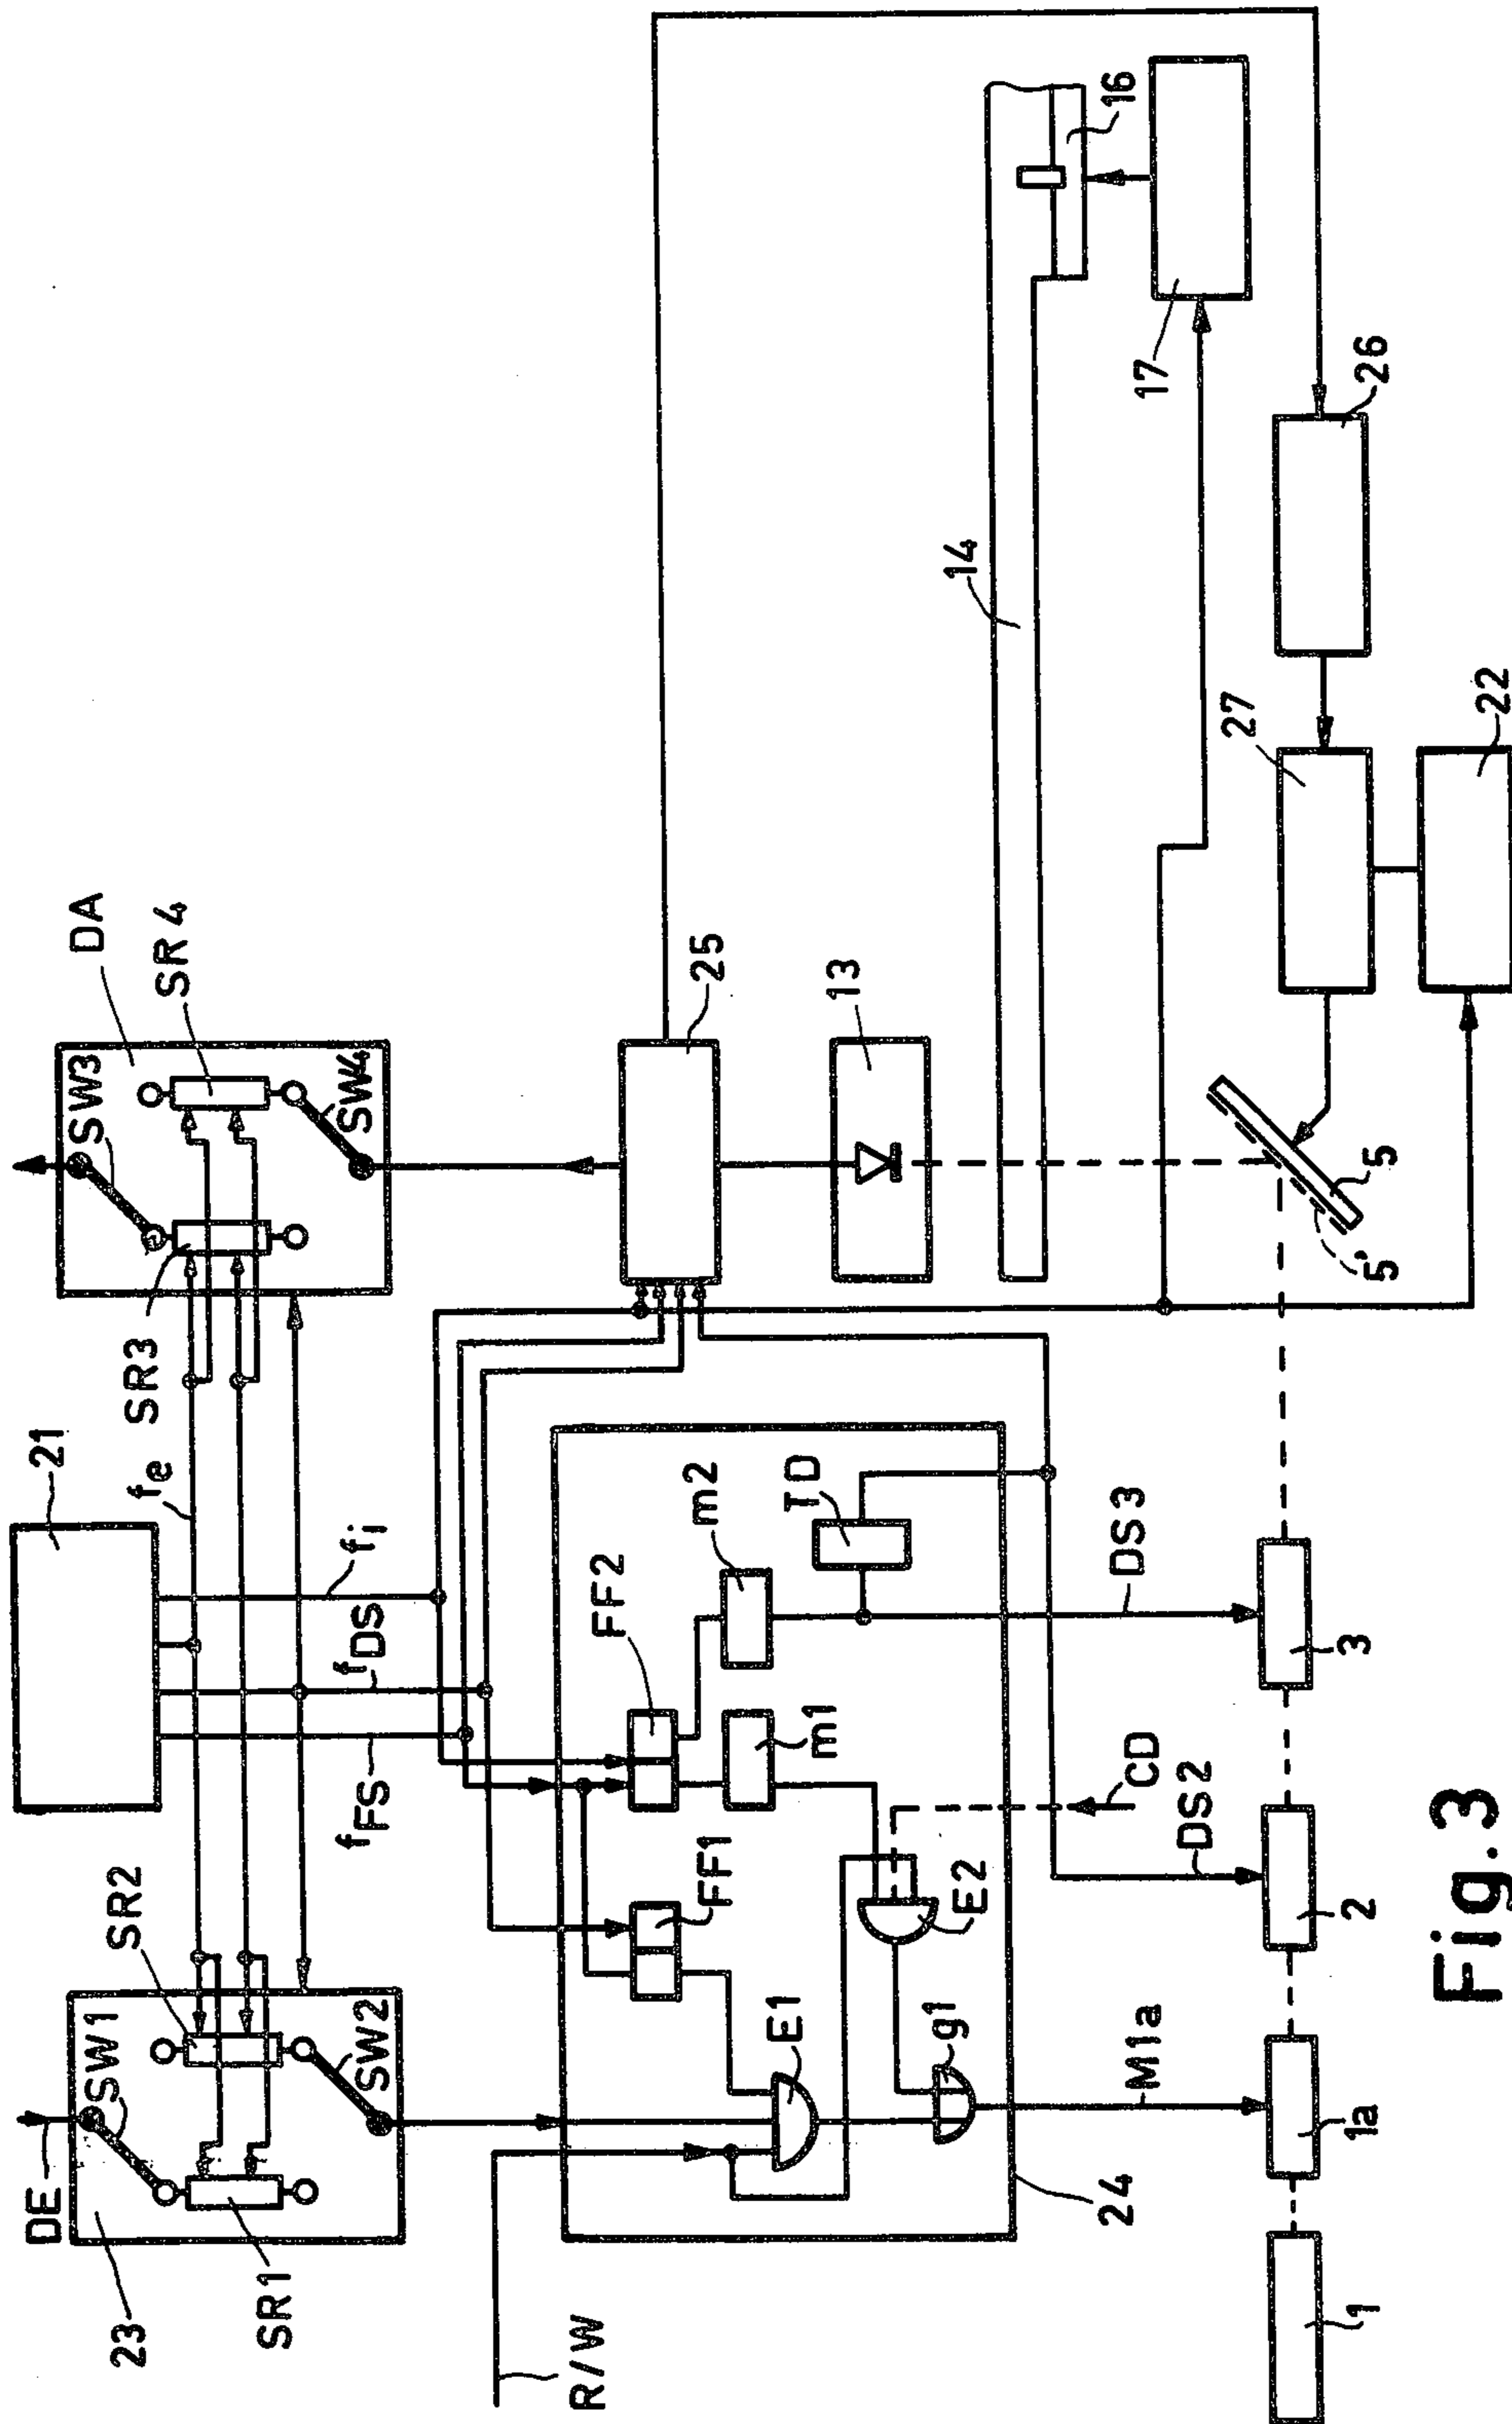 DE
SW1
SR2
23
SR1
SW2
21
fe
fi
fDS
fFS
DA
SW3
SR4
SR3
SW4
R/W
FF1
FF2
m1
m2
TD
E1
E2
g1
CD
24
M1a
DS2
DS3
25
13
14
16
17
1
1a
2
3
5
5'
27
26
22
Fig.3